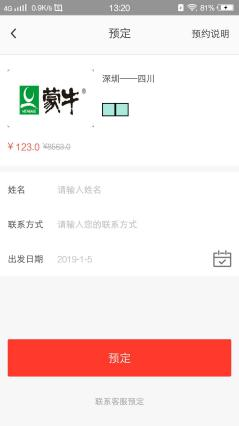 4G 0.9K/s 13:20 81%
预定 预约说明
深圳——四川
蒙牛
¥123.0 ¥8563.0
姓名 请输入姓名
联系方式 请输入您的联系方式
出发日期 2019-1-5
预定
联系客服预定